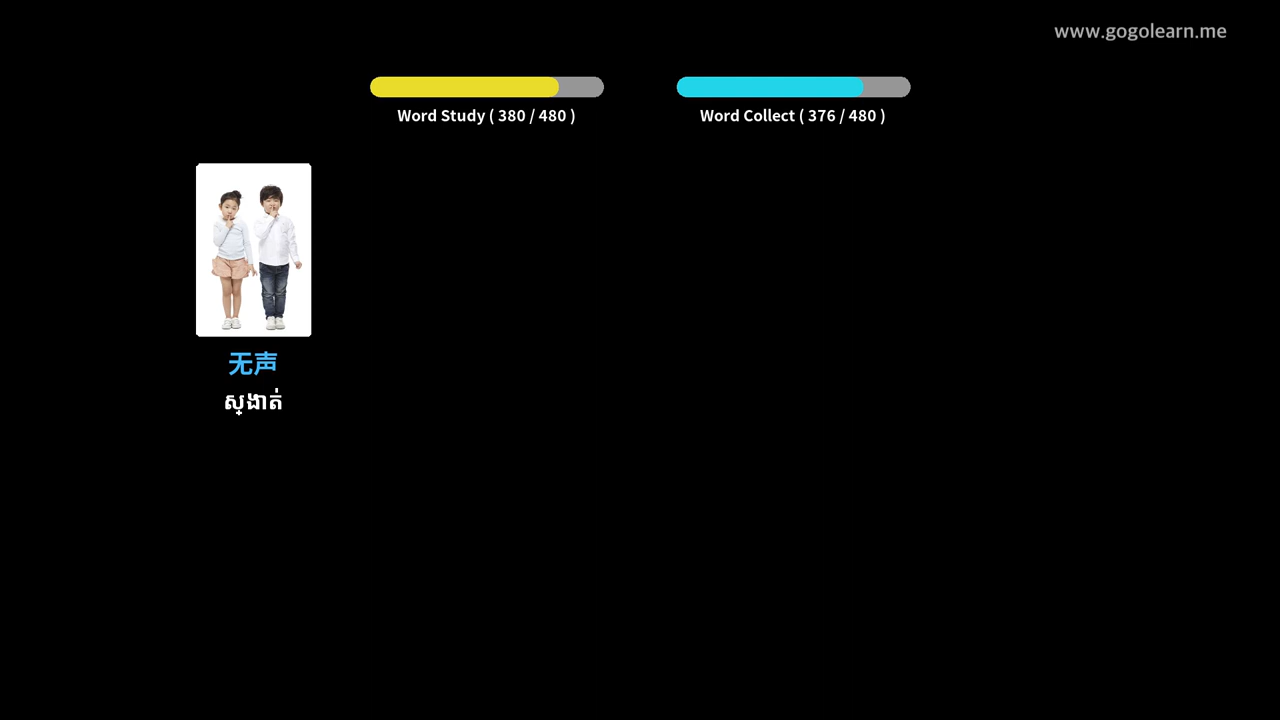 www.gogolearn.me
Word Study ( 380 / 480 )
Word Collect ( 376 / 480 )
无声
ស្ងាត់